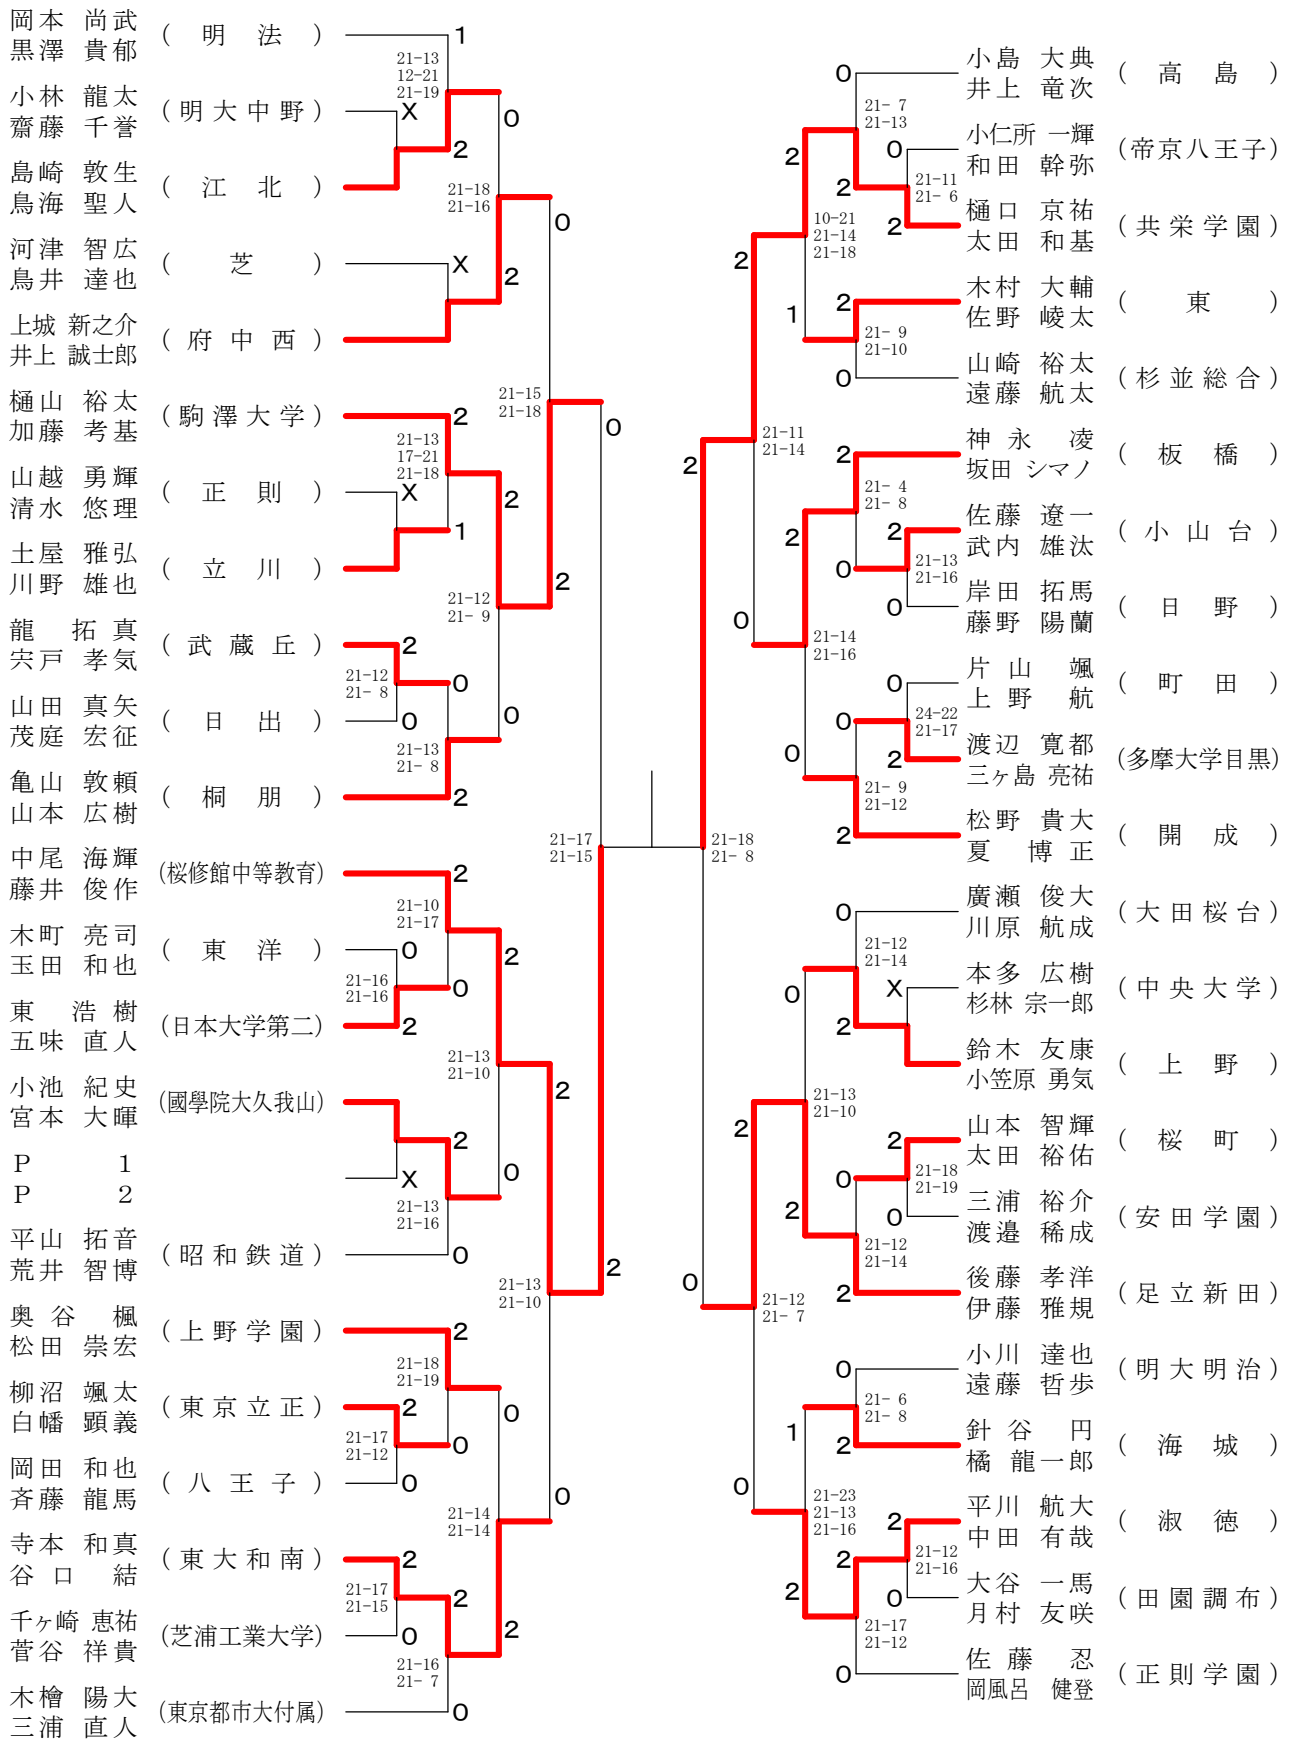 岡本 尚武
黒澤 貴郁
( 明 法 )
1
21-13
12-21
21-19
小林 龍太
齋藤 千誉
( 明 大 中 野 )
X
0
島崎 敦生
鳥海 聖人
( 江 北 )
2
21-18
21-16
0
河津 智広
鳥井 達也
( 芝 )
X
2
上城 新之介
井上 誠士郎
( 府 中 西 )
21-15
21-18
0
樋山 裕太
加藤 考基
( 駒 澤 大 学 )
2
21-13
17-21
21-18
山越 勇輝
清水 悠理
( 正 則 )
X
2
土屋 雅弘
川野 雄也
( 立 川 )
1
21-12
21- 9
2
龍 拓真
宍戸 孝気
( 武 蔵 丘 )
2
21-12
21- 8
0
山田 真矢
茂庭 宏征
( 日 出 )
0
0
21-13
21- 8
亀山 敦頼
山本 広樹
( 桐 朋 )
2
21-17
21-15
中尾 海輝
藤井 俊作
(桜修館中等教育)
2
21-10
21-17
木町 亮司
玉田 和也
( 東 洋 )
0
2
21-16
21-16
0
東 浩樹
五味 直人
(日本大学第二)
2
21-13
21-10
2
小池 紀史
宮本 大暉
(國學院大久我山)
2
P 1
P 2
X
0
21-13
21-16
平山 拓音
荒井 智博
( 昭 和 鉄 道 )
0
21-13
21-10
2
奥谷 楓
松田 崇宏
( 上 野 学 園 )
2
21-18
21-19
柳沼 颯太
白幡 顕義
( 東 京 立 正 )
2
0
21-17
21-12
0
岡田 和也
斉藤 龍馬
( 八 王 子 )
0
21-14
21-14
0
寺本 和真
谷口 結
( 東 大 和 南 )
2
21-17
21-15
2
千ヶ崎 恵祐
菅谷 祥貴
(芝浦工業大学)
0
2
21-16
21- 7
木檜 陽大
三浦 直人
(東京都市大付属)
0
0
小島 大典
井上 竜次
( 高 島 )
21- 7
21-13
2
0
小仁所 一輝
和田 幹弥
(帝京八王子)
2
21-11
21- 6
10-21
21-14
21-18
2
樋口 京祐
太田 和基
( 共 栄 学 園 )
2
1
2
木村 大輔
佐野 崚太
( 東 )
21- 9
21-10
0
山崎 裕太
遠藤 航太
( 杉 並 総 合 )
2
21-11
21-14
2
神永 凌
坂田 シマノ
( 板 橋 )
21- 4
21- 8
2
2
佐藤 遼一
武内 雄汰
( 小 山 台 )
0
21-13
21-16
0
岸田 拓馬
藤野 陽蘭
( 日 野 )
0
21-14
21-16
0
片山 颯
上野 航
( 町 田 )
0
0
24-22
21-17
2
渡辺 寛都
三ヶ島 亮祐
(多摩大学目黒)
21- 9
21-12
2
松野 貴大
夏 博正
( 開 成 )
21-18
21- 8
0
廣瀬 俊大
川原 航成
( 大 田 桜 台 )
21-12
21-14
0
X
本多 広樹
杉林 宗一郎
( 中 央 大 学 )
2
鈴木 友康
小笠原 勇気
( 上 野 )
2
21-13
21-10
2
山本 智輝
太田 裕佑
( 桜 町 )
2
0
21-18
21-19
0
三浦 裕介
渡邉 稀成
( 安 田 学 園 )
21-12
21-14
2
後藤 孝洋
伊藤 雅規
( 足 立 新 田 )
0
21-12
21- 7
0
小川 達也
遠藤 哲歩
( 明 大 明 治 )
21- 6
21- 8
1
2
針谷 円
橘 龍一郎
( 海 城 )
0
21-23
21-13
21-16
2
平川 航大
中田 有哉
( 淑 徳 )
2
2
21-12
21-16
0
大谷 一馬
月村 友咲
( 田 園 調 布 )
21-17
21-12
0
佐藤 忍
岡風呂 健登
( 正 則 学 園 )